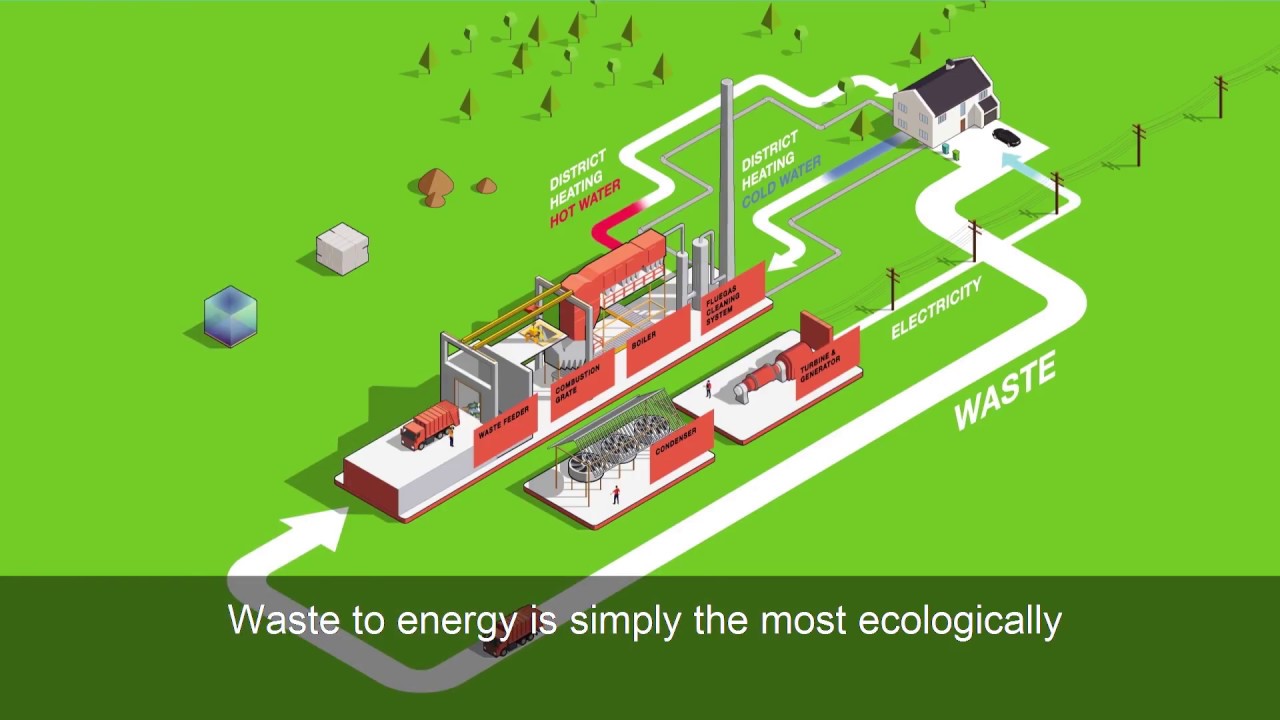 DISTRICT
HEATING
HOT WATER
DISTRICT
HEATING
COLD WATER
FLUEGAS
CLEANING
SYSTEM
BOILER
COMBUSTION
GRATE
WASTE FEEDER
TURBINE &
GENERATOR
CONDENSER
ELECTRICITY
WASTE
Waste to energy is simply the most ecologically